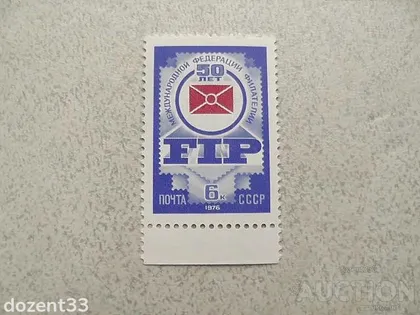 50
ЛЕТ
МЕЖДУНАРОДНОЙ ФЕДЕРАЦИИ ФИЛАТЕЛИИ
FIP
6к
ПОЧТА СССР
1976
dozent33
AUCTION